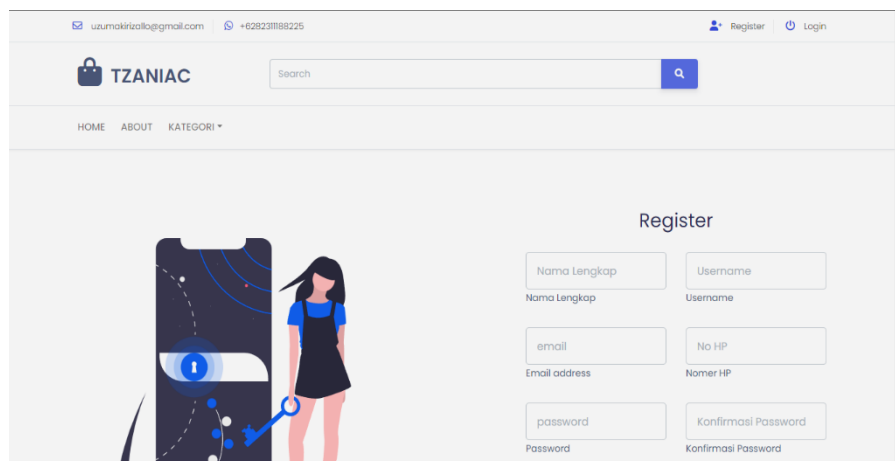 uzumakirizallo@gmail.com +6282311188225 Register Login
TZANIAC Search
HOME ABOUT KATEGORI
Register
Nama Lengkap Username
Nama Lengkap Username
email No HP
Email address Nomer HP
password Konfirmasi Password
Password Konfirmasi Password